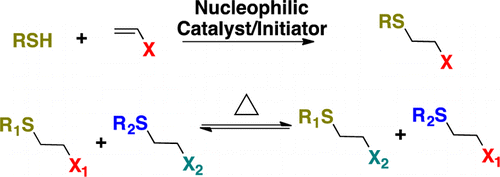 Nucleophilic
RSH + X Catalyst/Initiator RS X
R₁S X₁ + R₂S X₂ △ R₁S X₂ + R₂S X₁